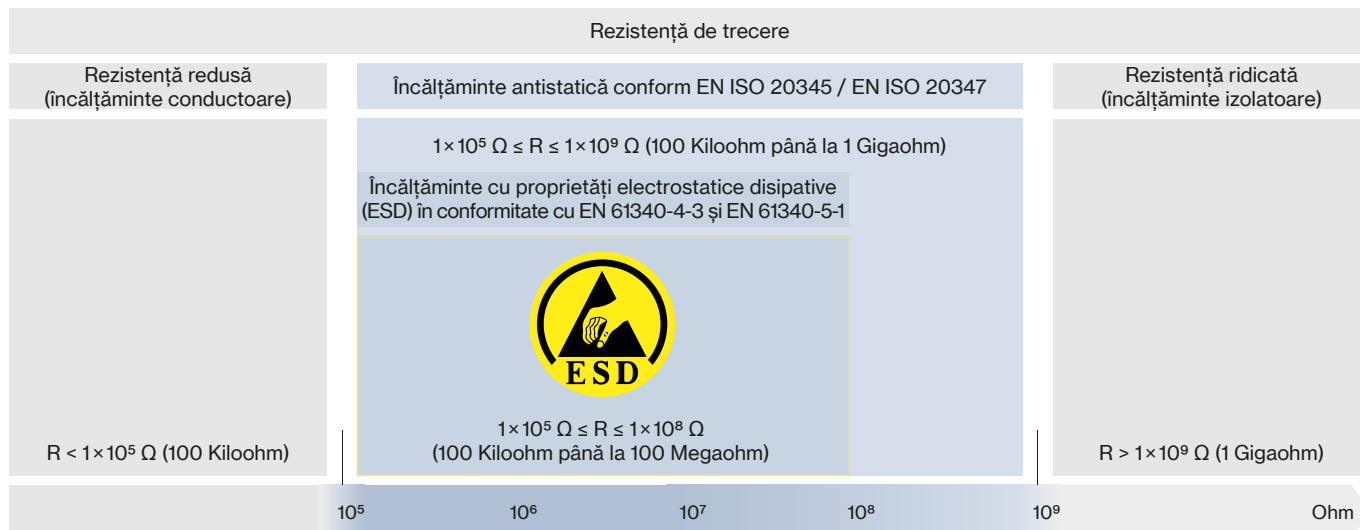 Rezistență de trecere
Rezistență redusă
(încălțăminte conductoare)
Încălțăminte antistatică conform EN ISO 20345 / EN ISO 20347
Rezistență ridicată
(încălțăminte izolatoare)
1×10⁵ Ω ≤ R ≤ 1×10⁹ Ω (100 Kiloohm până la 1 Gigaohm)
Încălțăminte cu proprietăți electrostatice disipative
(ESD) în conformitate cu EN 61340-4-3 și EN 61340-5-1
ESD
1×10⁵ Ω ≤ R ≤ 1×10⁸ Ω
(100 Kiloohm până la 100 Megaohm)
R < 1×10⁵ Ω (100 Kiloohm)
R > 1×10⁹ Ω (1 Gigaohm)
10⁵ 10⁶ 10⁷ 10⁸ 10⁹ Ohm